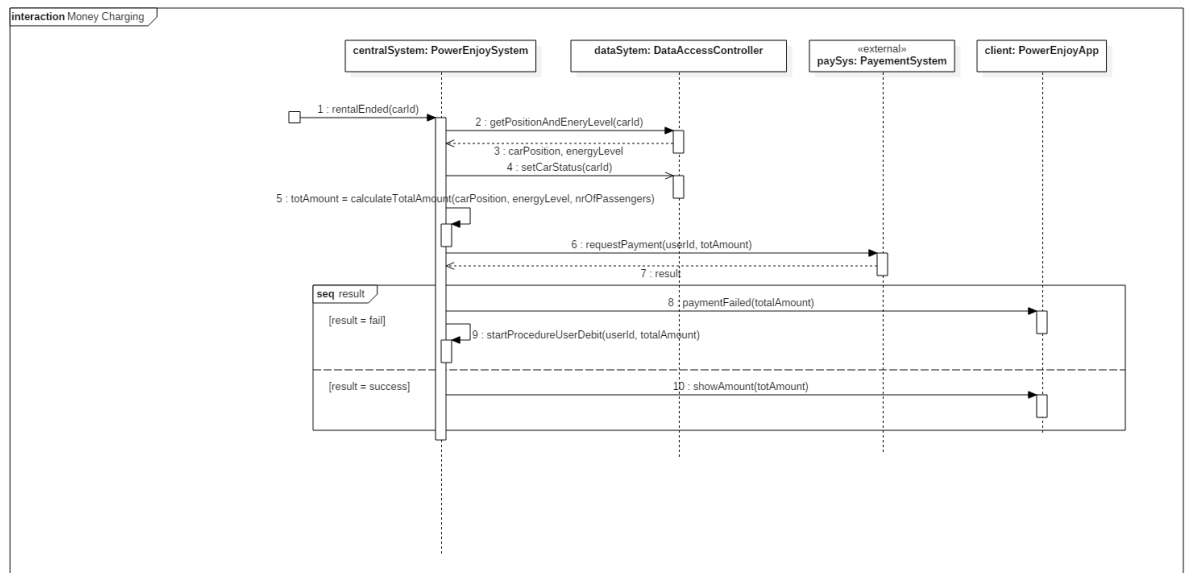 interaction Money Charging
centralSystem: PowerEnjoySystem
dataSytem: DataAccessController
«external»
paySys: PayementSystem
client: PowerEnjoyApp
1 : rentalEnded(carId)
2 : getPositionAndEneryLevel(carId)
3 : carPosition, energyLevel
4 : setCarStatus(carId)
5 : totAmount = calculateTotalAmount(carPosition, energyLevel, nrOfPassengers)
6 : requestPayment(userId, totAmount)
7 : result
seq result
8 : paymentFailed(totalAmount)
[result = fail]
9 : startProcedureUserDebit(userId, totalAmount)
[result = success]
10 : showAmount(totAmount)